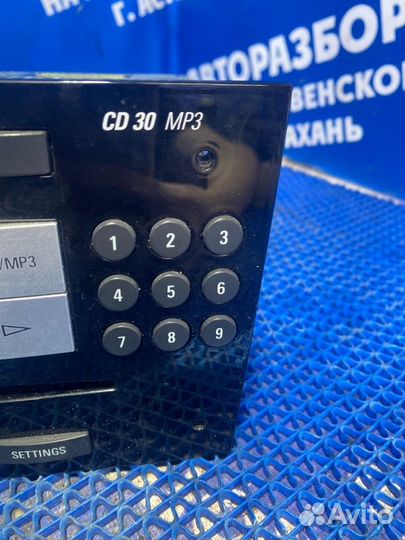 НА
Г. АС
АВТОРАЗБОР
ВЕНСКОЙ
АХАНЬ
CD 30 MP3
1 2 3
/MP3
4 5 6
7 8 9
SETTINGS
Avito